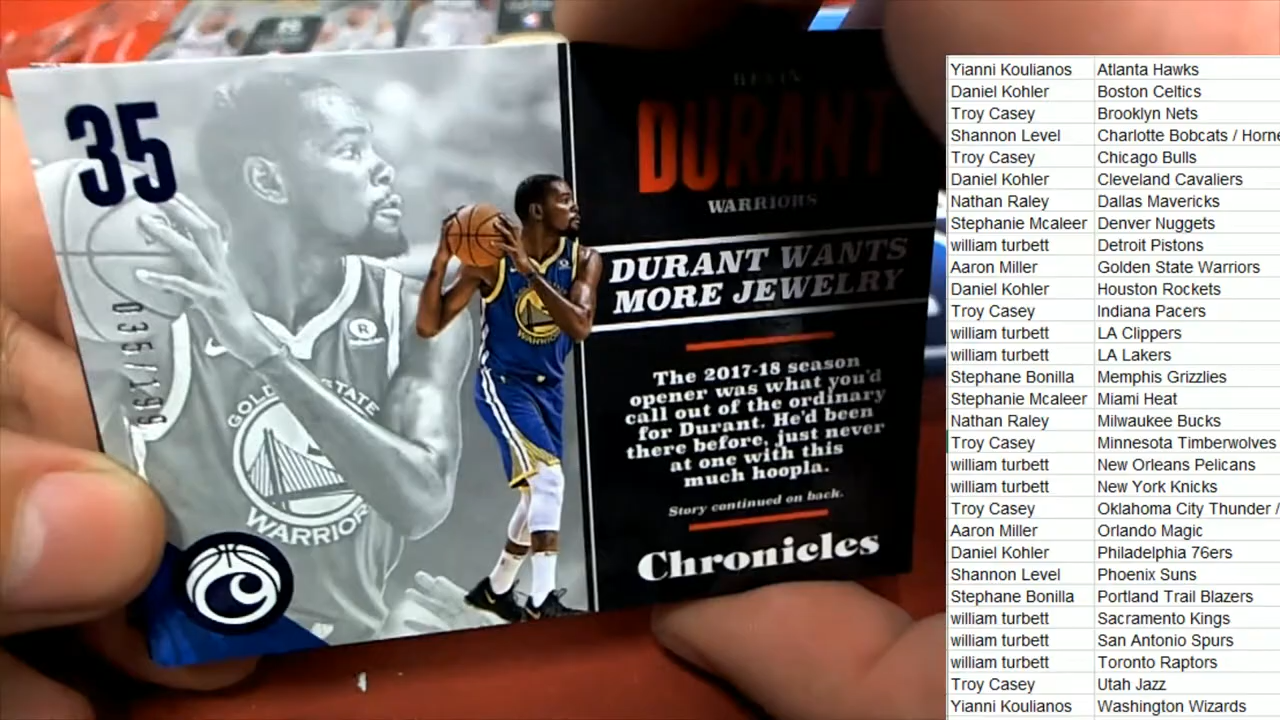 35
036/199
GOLDEN STATE
WARRIORS
R
KEVIN
DURANT
WARRIORS
DURANT WANTS
MORE JEWELRY
The 2017-18 season
opener was what you'd
call out of the ordinary
for Durant. He'd been
there before, just never
at one with this
much hoopla.
Story continued on back.
Chronicles
C
Yianni Koulianos Atlanta Hawks
Daniel Kohler Boston Celtics
Troy Casey Brooklyn Nets
Shannon Level Charlotte Bobcats / Horne
Troy Casey Chicago Bulls
Daniel Kohler Cleveland Cavaliers
Nathan Raley Dallas Mavericks
Stephanie Mcaleer Denver Nuggets
william turbett Detroit Pistons
Aaron Miller Golden State Warriors
Daniel Kohler Houston Rockets
Troy Casey Indiana Pacers
william turbett LA Clippers
william turbett LA Lakers
Stephane Bonilla Memphis Grizzlies
Stephanie Mcaleer Miami Heat
Nathan Raley Milwaukee Bucks
Troy Casey Minnesota Timberwolves
william turbett New Orleans Pelicans
william turbett New York Knicks
Troy Casey Oklahoma City Thunder /
Aaron Miller Orlando Magic
Daniel Kohler Philadelphia 76ers
Shannon Level Phoenix Suns
Stephane Bonilla Portland Trail Blazers
william turbett Sacramento Kings
william turbett San Antonio Spurs
william turbett Toronto Raptors
Troy Casey Utah Jazz
Yianni Koulianos Washington Wizards